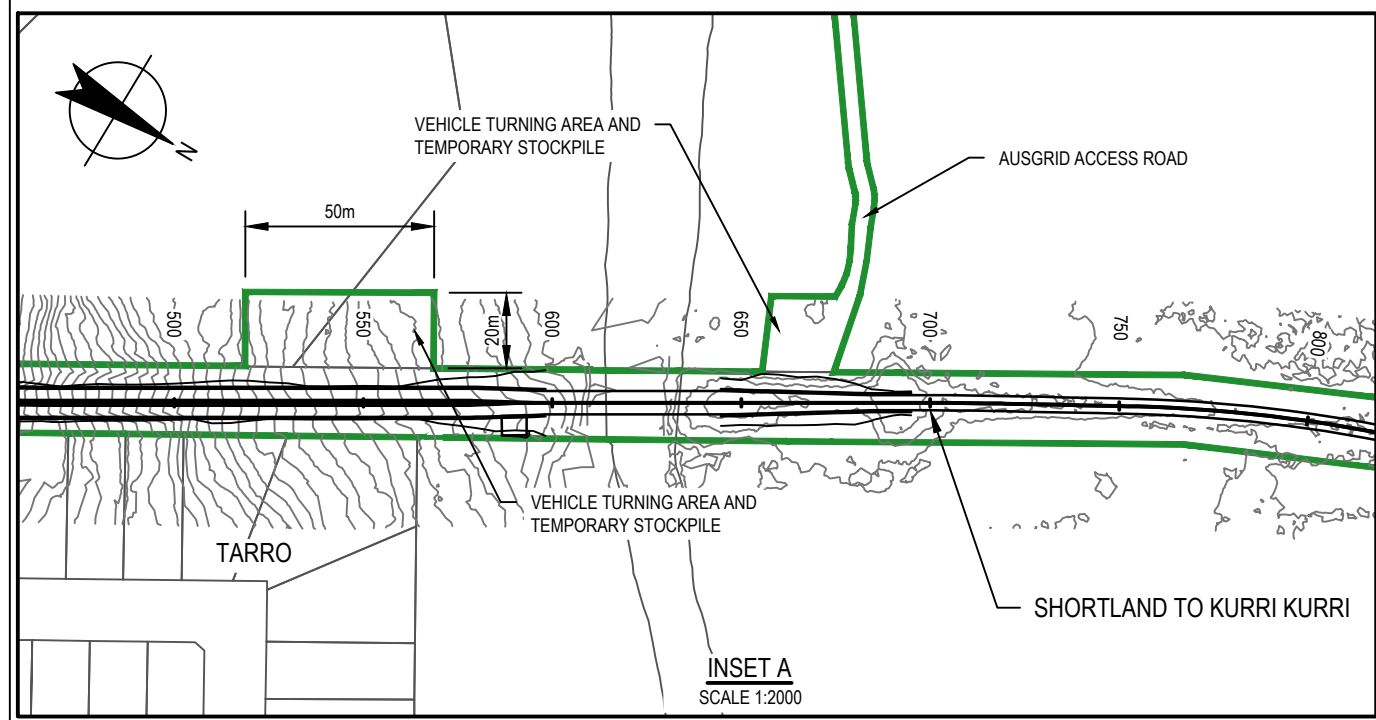 N
VEHICLE TURNING AREA AND
TEMPORARY STOCKPILE
AUSGRID ACCESS ROAD
50m
20m
500
550
600
650
700
750
800
VEHICLE TURNING AREA AND
TEMPORARY STOCKPILE
TARRO
SHORTLAND TO KURRI KURRI
INSET A
SCALE 1:2000